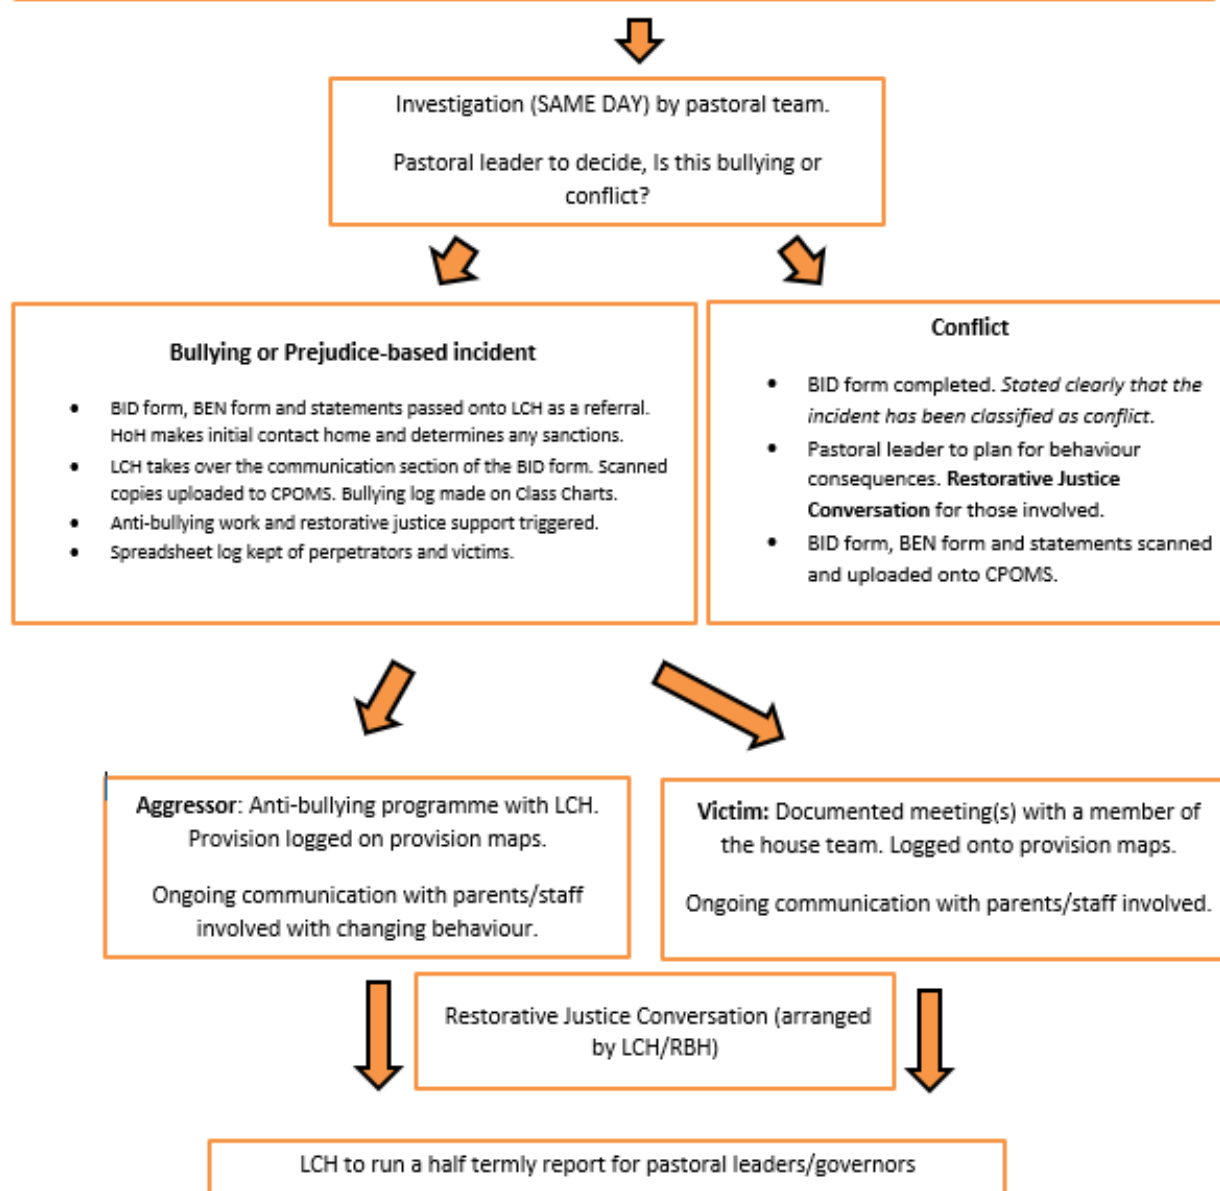 Investigation (SAME DAY) by pastoral team.
Pastoral leader to decide, Is this bullying or
conflict?
Bullying or Prejudice-based incident
• BID form, BEN form and statements passed onto LCH as a referral.
HoH makes initial contact home and determines any sanctions.
• LCH takes over the communication section of the BID form. Scanned
copies uploaded to CPOMS. Bullying log made on Class Charts.
• Anti-bullying work and restorative justice support triggered.
• Spreadsheet log kept of perpetrators and victims.
Conflict
• BID form completed. Stated clearly that the
incident has been classified as conflict.
• Pastoral leader to plan for behaviour
consequences. Restorative Justice
Conversation for those involved.
• BID form, BEN form and statements scanned
and uploaded onto CPOMS.
Aggressor: Anti-bullying programme with LCH.
Provision logged on provision maps.
Ongoing communication with parents/staff
involved with changing behaviour.
Victim: Documented meeting(s) with a member of
the house team. Logged onto provision maps.
Ongoing communication with parents/staff involved.
Restorative Justice Conversation (arranged
by LCH/RBH)
LCH to run a half termly report for pastoral leaders/governors